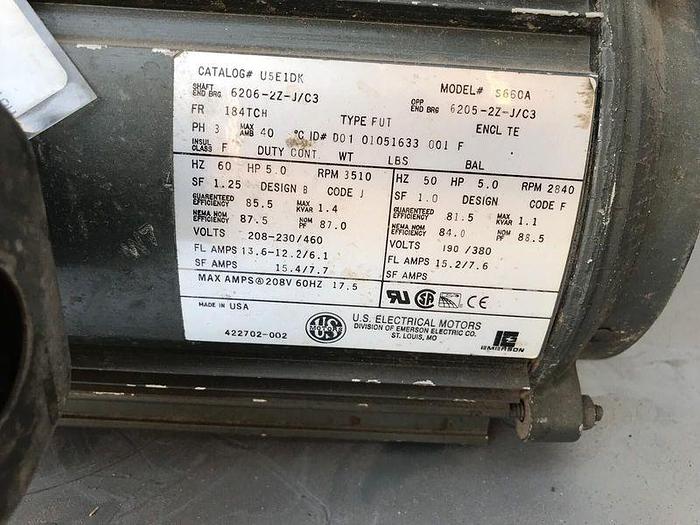 CATALOG# U5E1DK
MODEL# S660A
SHAFT END BRG 6206-2Z-J/C3
OPP END BRG 6205-2Z-J/C3
FR 184TCH TYPE FUT ENCL TE
PH 3 MAX AMB 40 °C ID# D01 01051633 001 F
INSUL CLASS F DUTY CONT WT LBS BAL
HZ 60 HP 5.0 RPM 3510
SF 1.25 DESIGN B CODE J
GUARANTEED EFFICIENCY 85.5 MAX KVAR 1.4
NEMA NOM EFFICIENCY 87.5 NOM PF 87.0
VOLTS 208-230/460
FL AMPS 13.6-12.2/6.1
SF AMPS 15.4/7.7
MAX AMPS @ 208V 60HZ 17.5
HZ 50 HP 5.0 RPM 2840
SF 1.0 DESIGN CODE F
GUARENTEED EFFICIENCY 81.5 MAX KVAR 1.1
NEMA NOM EFFICIENCY 84.0 NOM PF 88.5
VOLTS 190/380
FL AMPS 15.2/7.6
SF AMPS
MADE IN USA
422702-002
US MOTORS
U.S. ELECTRICAL MOTORS
DIVISION OF EMERSON ELECTRIC CO.
ST. LOUIS, MO
EMERSON